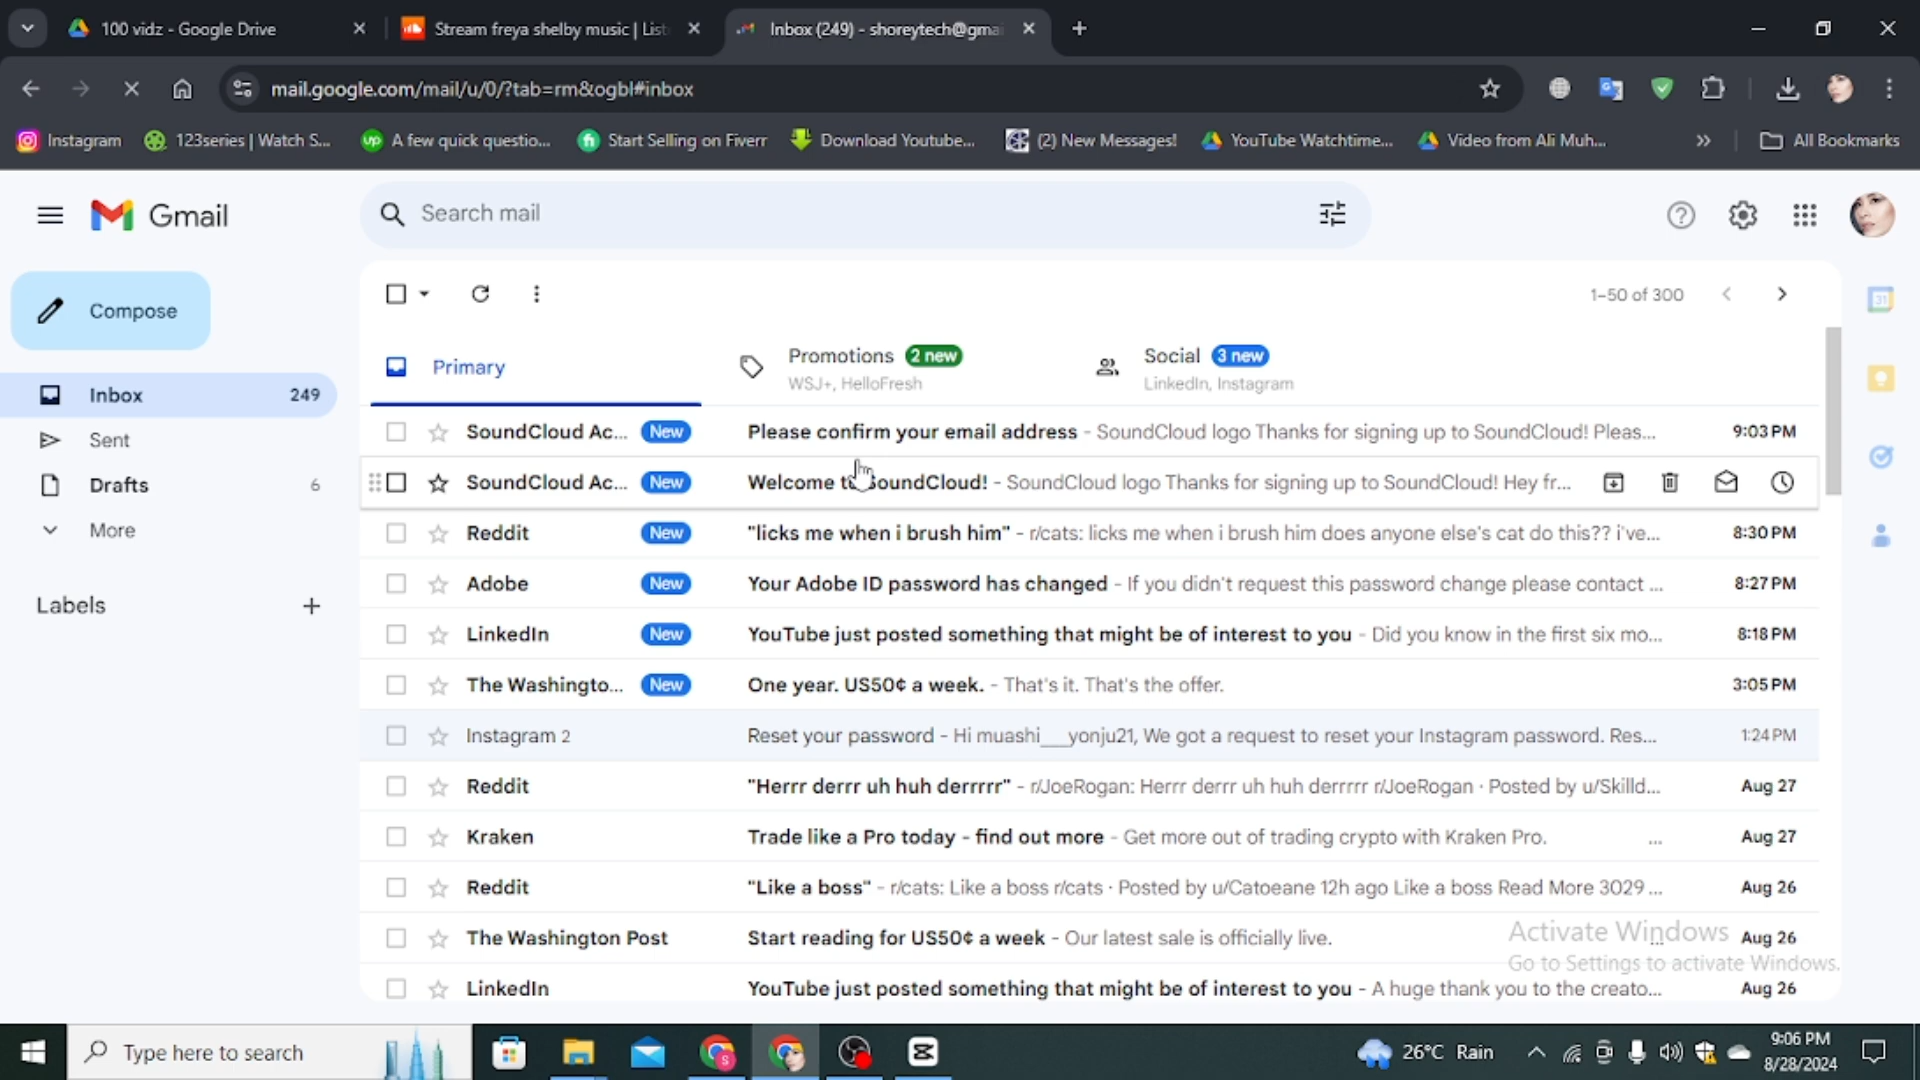 100 vidz - Google Drive
Stream freya shelby music | List
Inbox (249) - shoreytech@gmai
mail.google.com/mail/u/0/?tab=rm&ogbl#inbox
Instagram
123series | Watch S...
A few quick questio...
Start Selling on Fiverr
Download Youtube...
(2) New Messages!
YouTube Watchtime...
Video from Ali Muh...
All Bookmarks
Gmail
Search mail
Compose
1–50 of 300
Primary
Promotions 2 new
WSJ+, HelloFresh
Social 3 new
LinkedIn, Instagram
Inbox 249
Sent
Drafts 6
More
Labels
SoundCloud Ac... New Please confirm your email address - SoundCloud logo Thanks for signing up to SoundCloud! Pleas... 9:03 PM
SoundCloud Ac... New Welcome to SoundCloud! - SoundCloud logo Thanks for signing up to SoundCloud! Hey fr...
Reddit New "licks me when i brush him" - r/cats: licks me when i brush him does anyone else's cat do this?? i've... 8:30 PM
Adobe New Your Adobe ID password has changed - If you didn't request this password change please contact ... 8:27 PM
LinkedIn New YouTube just posted something that might be of interest to you - Did you know in the first six mo... 8:18 PM
The Washingto... New One year. US50¢ a week. - That's it. That's the offer. 3:05 PM
Instagram 2 Reset your password - Hi muashi___yonju21, We got a request to reset your Instagram password. Res... 1:24 PM
Reddit "Herrr derrr uh huh derrrrr" - r/JoeRogan: Herrr derrr uh huh derrrrr r/JoeRogan · Posted by u/Skilld... Aug 27
Kraken Trade like a Pro today - find out more - Get more out of trading crypto with Kraken Pro. ... Aug 27
Reddit "Like a boss" - r/cats: Like a boss r/cats · Posted by u/Catoeane 12h ago Like a boss Read More 3029 ... Aug 26
The Washington Post Start reading for US50¢ a week - Our latest sale is officially live. ... Aug 26
LinkedIn YouTube just posted something that might be of interest to you - A huge thank you to the creato... Aug 26
Activate Windows
Go to Settings to activate Windows.
Type here to search
26°C Rain
9:06 PM
8/28/2024